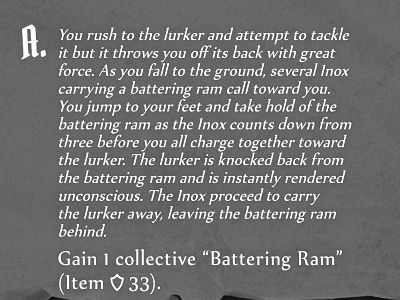 A. You rush to the lurker and attempt to tackle
it but it throws you off its back with great
force. As you fall to the ground, several Inox
carrying a battering ram call toward you.
You jump to your feet and take hold of the
battering ram as the Inox counts down from
three before you all charge together toward
the lurker. The lurker is knocked back from
the battering ram and is instantly rendered
unconscious. The Inox proceed to carry
the lurker away, leaving the battering ram
behind.
Gain 1 collective “Battering Ram”
(Item 33).